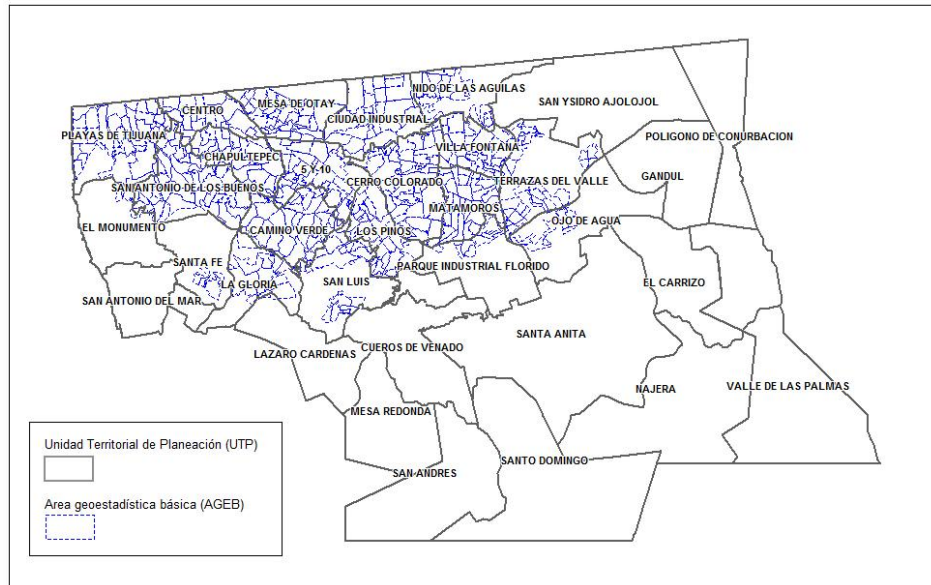 NIDO DE LAS AGUILAS
MESA DE OTAY
SAN YSIDRO AJOLOJOL
CENTRO
CIUDAD INDUSTRIAL
PLAYAS DE TIJUANA
POLIGONO DE CONURBACION
VILLA FONTANA
CHAPULTEPEC
5 Y 10
GANDUL
CERRO COLORADO
TERRAZAS DEL VALLE
SAN ANTONIO DE LOS BUENOS
MATAMOROS
OJO DE AGUA
EL MONUMENTO
CAMINO VERDE
LOS PINOS
SANTA FE
PARQUE INDUSTRIAL FLORIDO
LA GLORIA
SAN LUIS
EL CARRIZO
SAN ANTONIO DEL MAR
SANTA ANITA
CUEROS DE VENADO
LAZARO CARDENAS
NAJERA
VALLE DE LAS PALMAS
MESA REDONDA
SANTO DOMINGO
SAN ANDRES
Unidad Territorial de Planeación (UTP)
Area geoestadística básica (AGEB)